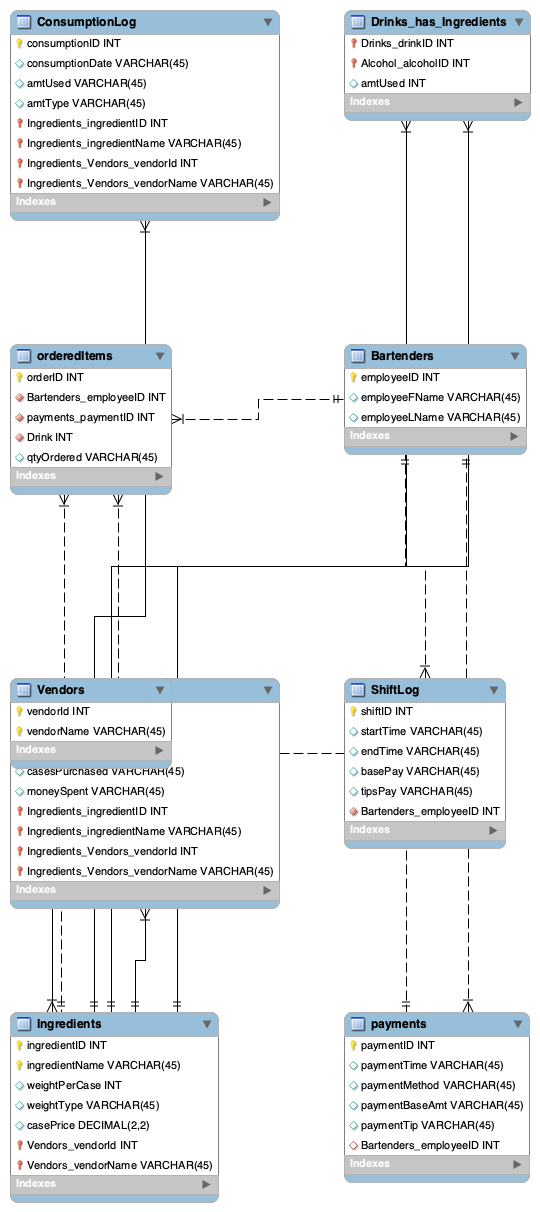 ConsumptionLog
consumptionID INT
consumptionDate VARCHAR(45)
amtUsed VARCHAR(45)
amtType VARCHAR(45)
Ingredients_ingredientID INT
Ingredients_ingredientName VARCHAR(45)
Ingredients_Vendors_vendorId INT
Ingredients_Vendors_vendorName VARCHAR(45)
Indexes
Drinks_has_Ingredients
Drinks_drinkID INT
Alcohol_alcoholID INT
amtUsed INT
Indexes
orderedItems
orderID INT
Bartenders_employeeID INT
payments_paymentID INT
Drink INT
qtyOrdered VARCHAR(45)
Indexes
Bartenders
employeeID INT
employeeFName VARCHAR(45)
employeeLName VARCHAR(45)
Indexes
Vendors
vendorId INT
vendorName VARCHAR(45)
Indexes
casesPurchased VARCHAR(45)
moneySpent VARCHAR(45)
Ingredients_ingredientID INT
Ingredients_ingredientName VARCHAR(45)
Ingredients_Vendors_vendorId INT
Ingredients_Vendors_vendorName VARCHAR(45)
Indexes
ShiftLog
shiftID INT
startTime VARCHAR(45)
endTime VARCHAR(45)
basePay VARCHAR(45)
tipsPay VARCHAR(45)
Bartenders_employeeID INT
Indexes
Ingredients
ingredientID INT
ingredientName VARCHAR(45)
weightPerCase INT
weightType VARCHAR(45)
casePrice DECIMAL(2,2)
Vendors_vendorId INT
Vendors_vendorName VARCHAR(45)
Indexes
payments
paymentID INT
paymentTime VARCHAR(45)
paymentMethod VARCHAR(45)
paymentBaseAmt VARCHAR(45)
paymentTip VARCHAR(45)
Bartenders_employeeID INT
Indexes